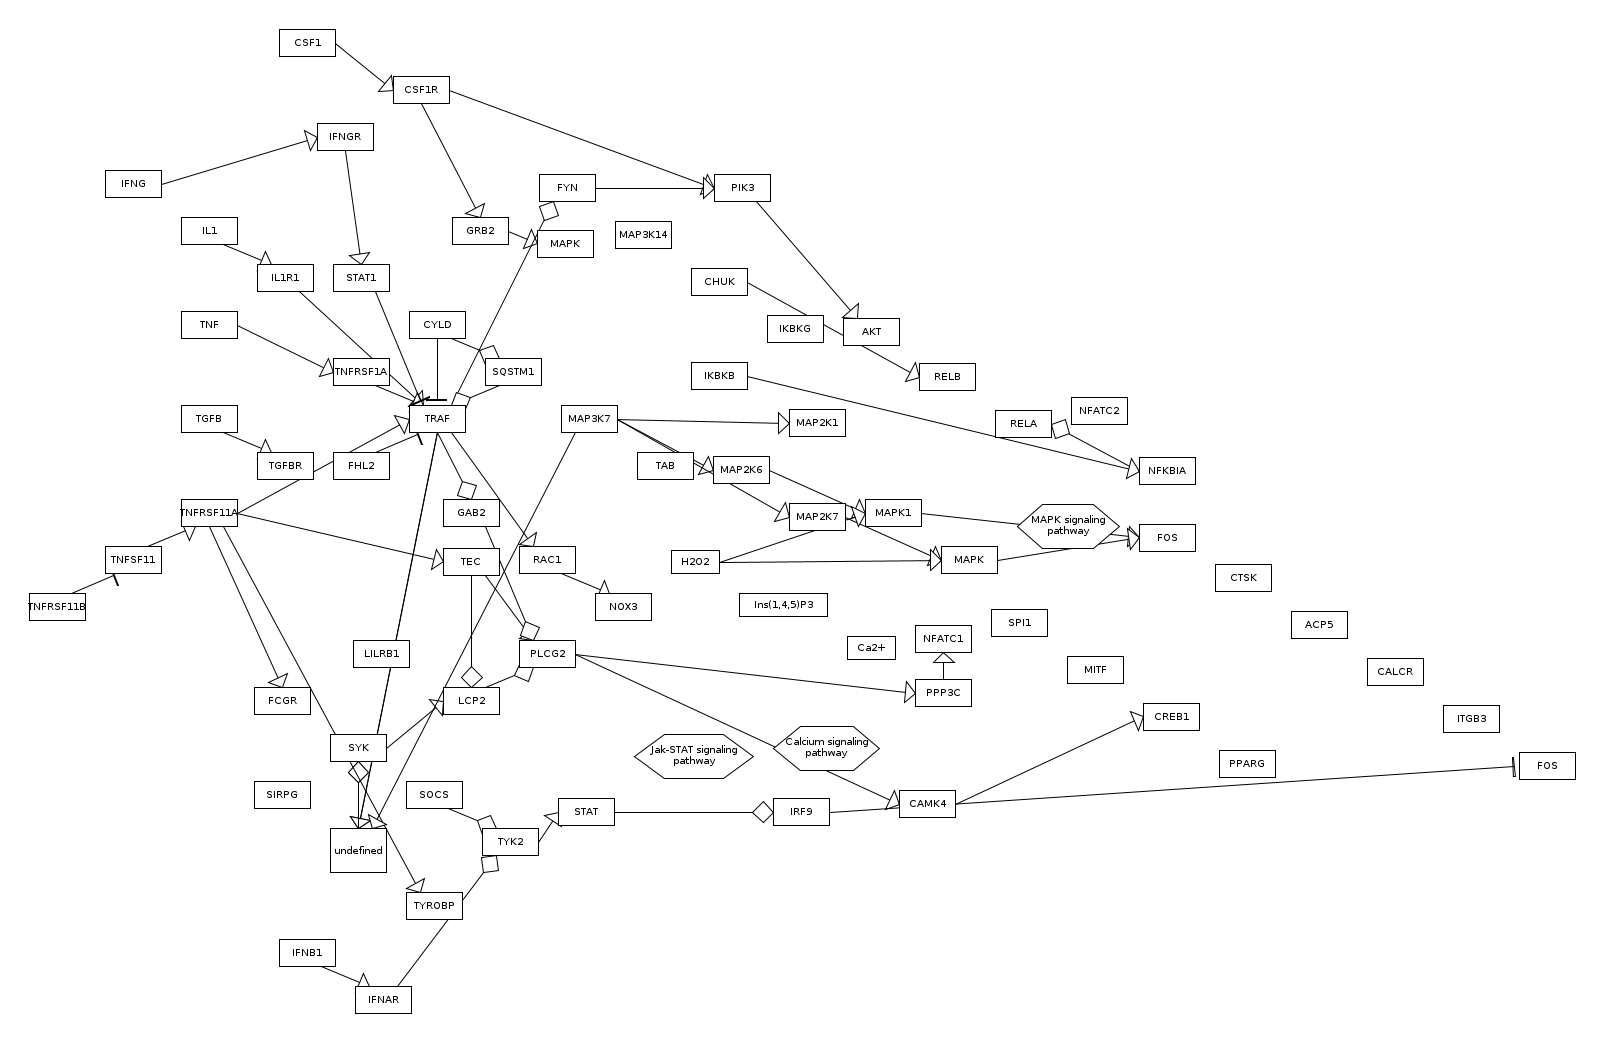 CSF1
CSF1R
IFNGR
IFNG
FYN
PIK3
IL1
GRB2
MAPK
MAP3K14
IL1R1
STAT1
CHUK
TNF
CYLD
IKBKG
AKT
TNFRSF1A
SQSTM1
IKBKB
RELB
TGFB
TRAF
MAP3K7
MAP2K1
RELA
NFATC2
TGFBR
FHL2
TAB
MAP2K6
NFKBIA
TNFRSF11A
GAB2
MAP2K7
MAPK1
MAPK signaling
pathway
FOS
TNFSF11
TEC
RAC1
H2O2
MAPK
CTSK
TNFRSF11B
NOX3
Ins(1,4,5)P3
SPI1
ACP5
LILRB1
PLCG2
Ca2+
NFATC1
MITF
CALCR
FCGR
LCP2
PPP3C
CREB1
ITGB3
SYK
Jak-STAT signaling
pathway
Calcium signaling
pathway
PPARG
FOS
SIRPG
SOCS
STAT
IRF9
CAMK4
undefined
TYK2
TYROBP
IFNB1
IFNAR